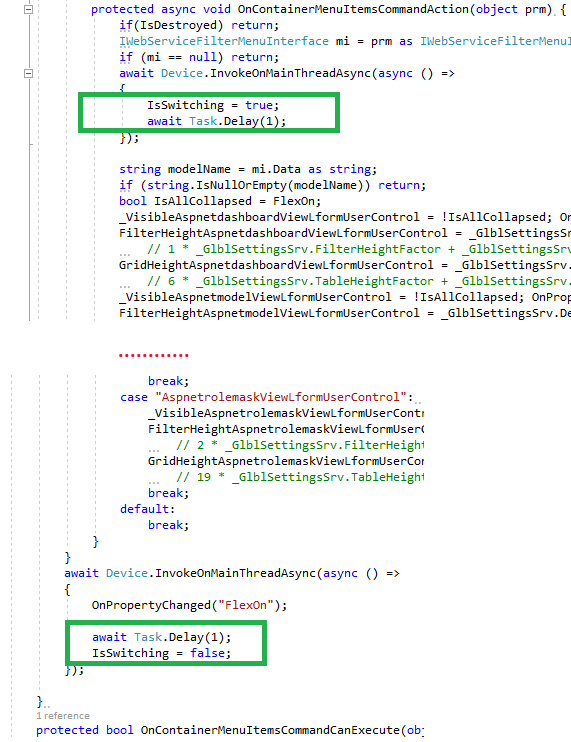 protected async void OnContainerMenuItemsCommandAction(object prm) {
if(IsDestroyed) return;
IWebServiceFilterMenuInterface mi = prm as IWebServiceFilterMenuI
if (mi == null) return;
await Device.InvokeOnMainThreadAsync(async () =>
{
IsSwitching = true;
await Task.Delay(1);
});
string modelName = mi.Data as string;
if (string.IsNullOrEmpty(modelName)) return;
bool IsAllCollapsed = FlexOn;
_VisibleAspnetdashboardViewLformUserControl = !IsAllCollapsed; On
FilterHeightAspnetdashboardViewLformUserControl = _GlblSettingsSr
// 1 * _GlblSettingsSrv.FilterHeightFactor + _GlblSettingsSrv.
GridHeightAspnetdashboardViewLformUserControl = _GlblSettingsSrv.
// 6 * _GlblSettingsSrv.TableHeightFactor + _GlblSettingsSrv.
_VisibleAspnetmodelViewLformUserControl = !IsAllCollapsed; OnProp
FilterHeightAspnetmodelViewLformUserControl = _GlblSettingsSrv.De
............
break;
case "AspnetrolemaskViewLformUserControl":
_VisibleAspnetrolemaskViewLformUserContr
FilterHeightAspnetrolemaskViewLformUserC
// 2 * _GlblSettingsSrv.FilterHeight
GridHeightAspnetrolemaskViewLformUserCon
// 19 * _GlblSettingsSrv.TableHeight
break;
default:
break;
}
}
await Device.InvokeOnMainThreadAsync(async () =>
{
OnPropertyChanged("FlexOn");
await Task.Delay(1);
IsSwitching = false;
});
}
1 reference
protected bool OnContainerMenuItemsCommandCanExecute(obj